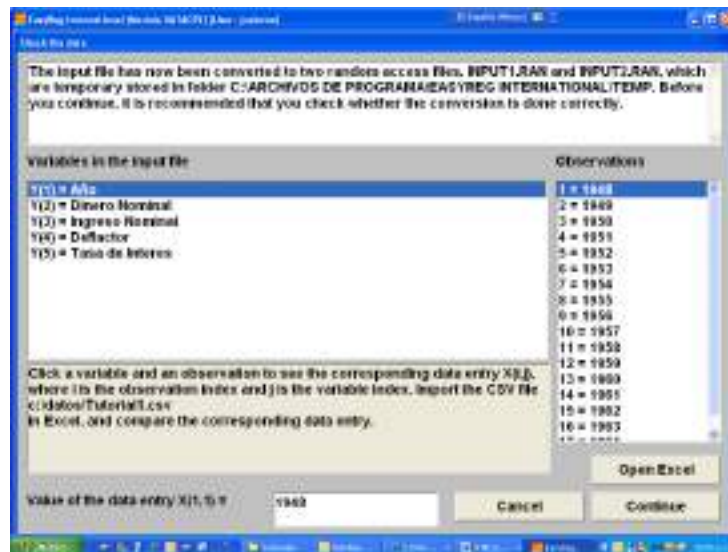 Check the data
The input file has now been converted to two random access files, INPUT1.RAN and INPUT2.RAN, which
are temporary stored in folder C:\ARCHIVOS DE PROGRAMA\EASYREG INTERNATIONAL\TEMP. Before
you continue, it is recommended that you check whether the conversion is done correctly.
Variables in the input file
Observations
Y(1) = Año
Y(2) = Dinero Nominal
Y(3) = Ingreso Nominal
Y(4) = Deflactor
Y(5) = Tasa de Interes
1 = 1948
2 = 1949
3 = 1950
4 = 1951
5 = 1952
6 = 1953
7 = 1954
8 = 1955
9 = 1956
10 = 1957
11 = 1958
12 = 1959
13 = 1960
14 = 1961
15 = 1962
16 = 1963
Click a variable and an observation to see the corresponding data entry X(i,j),
where i is the observation index and j is the variable index. Import the CSV file
c:\datos\Tutorial1.csv
in Excel, and compare the corresponding data entry.
Open Excel
Value of the data entry X(1,1) =
1948
Cancel
Continue